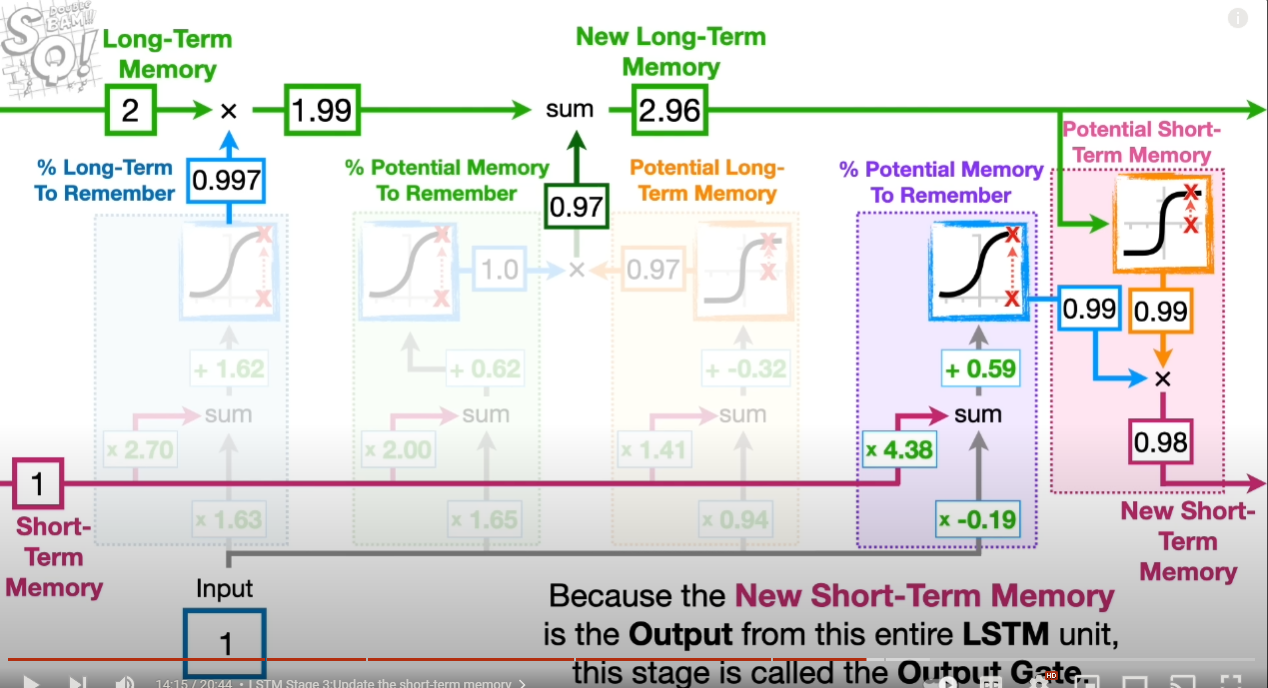 DOUBLE
BAM!!!
SQ!
Long-Term
Memory
New Long-Term
Memory
2
×
1.99
sum
2.96
% Long-Term
To Remember
0.997
% Potential Memory
To Remember
0.97
Potential Long-
Term Memory
% Potential Memory
To Remember
Potential Short-
Term Memory
1.0
×
0.97
0.99
0.99
+ 1.62
+ 0.62
+ -0.32
+ 0.59
×
sum
sum
sum
sum
x 2.70
x 2.00
x 1.41
x 4.38
0.98
1
x 1.63
x 1.65
x 0.94
x -0.19
Short-
Term
Memory
New Short-
Term
Memory
Input
1
Because the New Short-Term Memory
is the Output from this entire LSTM unit,
this stage is called the Output Gate.
14:15 / 20:44 • LSTM Stage 3:Update the short-term memory >
HD